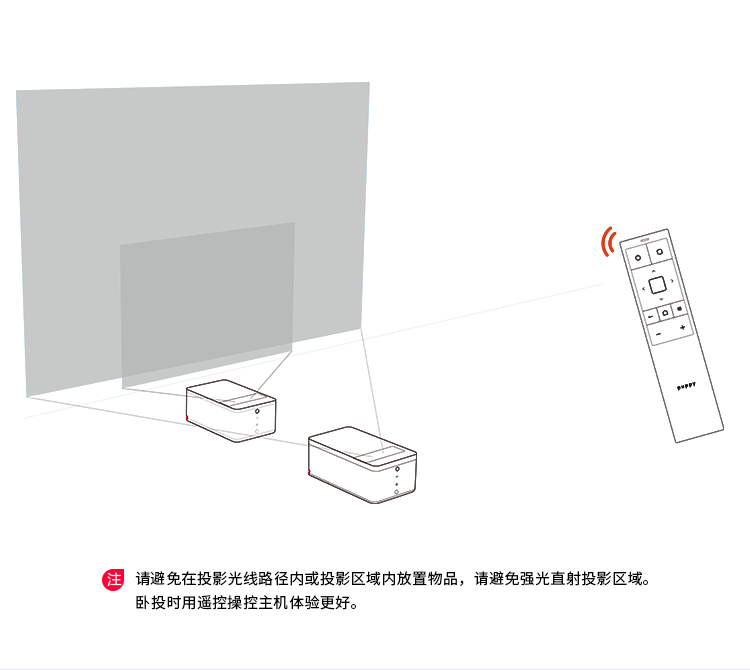 puppy
注 请避免在投影光线路径内或投影区域内放置物品，请避免强光直射投影区域。
卧投时用遥控操控主机体验更好。